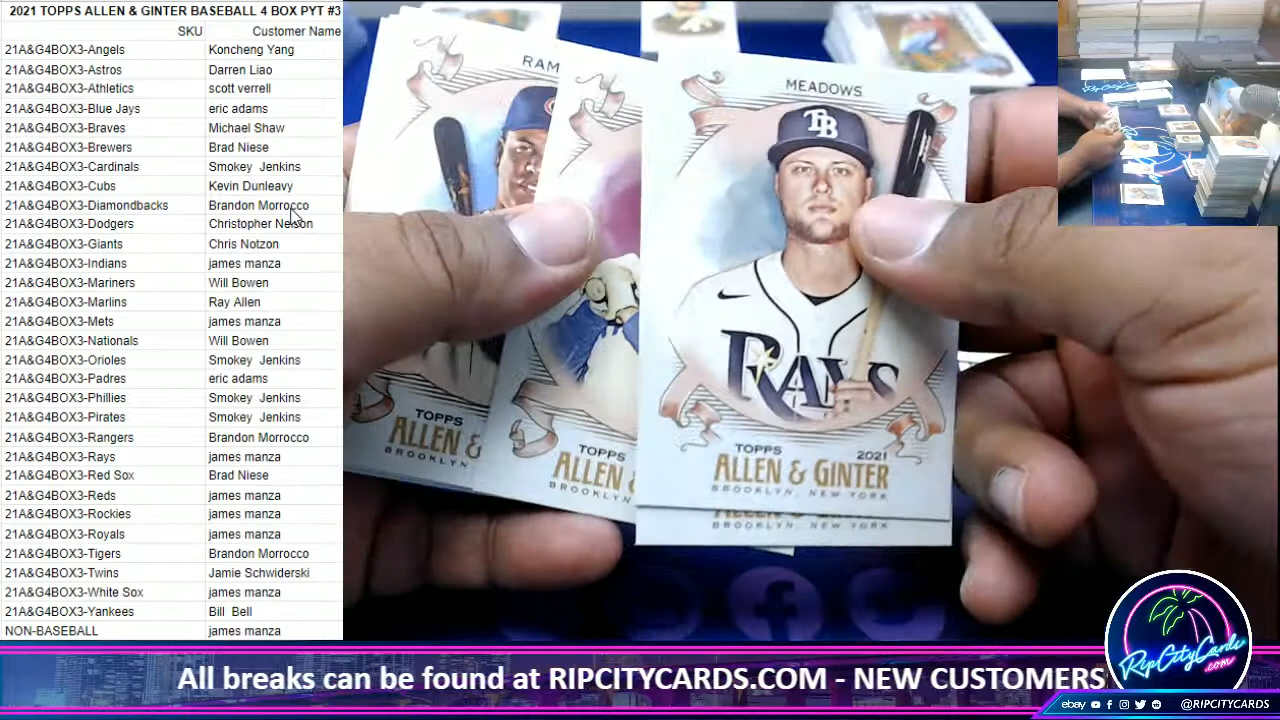 2021 TOPPS ALLEN & GINTER BASEBALL 4 BOX PYT #3
SKU Customer Name
21A&G4BOX3-Angels Koncheng Yang
21A&G4BOX3-Astros Darren Liao
21A&G4BOX3-Athletics scott verrell
21A&G4BOX3-Blue Jays eric adams
21A&G4BOX3-Braves Michael Shaw
21A&G4BOX3-Brewers Brad Niese
21A&G4BOX3-Cardinals Smokey Jenkins
21A&G4BOX3-Cubs Kevin Dunleavy
21A&G4BOX3-Diamondbacks Brandon Morrocco
21A&G4BOX3-Dodgers Christopher Nelson
21A&G4BOX3-Giants Chris Notzon
21A&G4BOX3-Indians james manza
21A&G4BOX3-Mariners Will Bowen
21A&G4BOX3-Marlins Ray Allen
21A&G4BOX3-Mets james manza
21A&G4BOX3-Nationals Will Bowen
21A&G4BOX3-Orioles Smokey Jenkins
21A&G4BOX3-Padres eric adams
21A&G4BOX3-Phillies Smokey Jenkins
21A&G4BOX3-Pirates Smokey Jenkins
21A&G4BOX3-Rangers Brandon Morrocco
21A&G4BOX3-Rays james manza
21A&G4BOX3-Red Sox Brad Niese
21A&G4BOX3-Reds james manza
21A&G4BOX3-Rockies james manza
21A&G4BOX3-Royals james manza
21A&G4BOX3-Tigers Brandon Morrocco
21A&G4BOX3-Twins Jamie Schwiderski
21A&G4BOX3-White Sox james manza
21A&G4BOX3-Yankees Bill Bell
NON-BASEBALL james manza
RAM
TOPPS
ALLEN &
BROOKLYN
TOPPS
ALLEN &
BROOKLYN, NE
MEADOWS
TB
RAYS
TOPPS 2021
ALLEN & GINTER
BROOKLYN, NEW YORK
ALLEN & GINTER
BROOKLYN, NEW YORK
All breaks can be found at RIPCITYCARDS.COM - NEW CUSTOMERS
RipCityCards
.com
ebay @RIPCITYCARDS